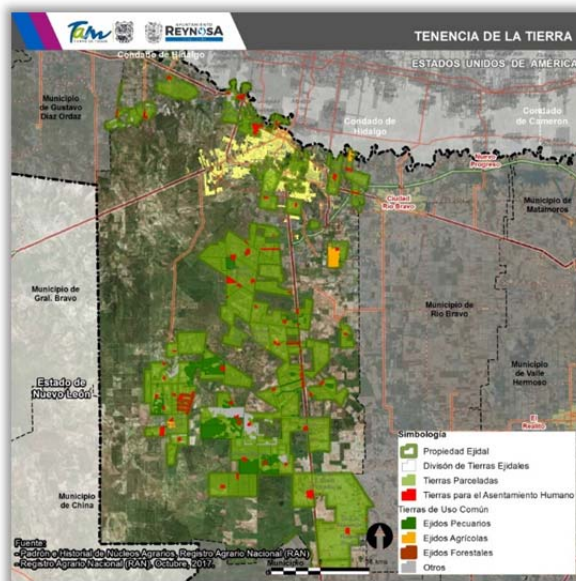 Tam
AYUNTAMIENTO
REYNOSA
TENENCIA DE LA TIERRA
ESTADOS UNIDOS DE AMÉRICA
Condado de Hidalgo
Municipio
de Gustavo
Díaz Ordaz
Condado
de Hidalgo
Condado
de Cameron
Nuevo
Progreso
Ciudad
Río Bravo
Municipio de
Matamoros
Municipio de
Gral. Bravo
Municipio de
Río Bravo
Municipio
de Valle
Hermoso
Estado de
Nuevo León
El
Realito
Municipio
de China
Simbología
Propiedad Ejidal
División de Tierras Ejidales
Tierras Parceladas
Tierras para el Asentamiento Humano
Tierras de Uso Común
Ejidos Pecuarios
Ejidos Agrícolas
Ejidos Forestales
Otros
Fuente:
- Padrón e Historial de Núcleos Agrarios, Registro Agrario Nacional (RAN)
- Registro Agrario Nacional (RAN), Octubre, 2017.
Municipio